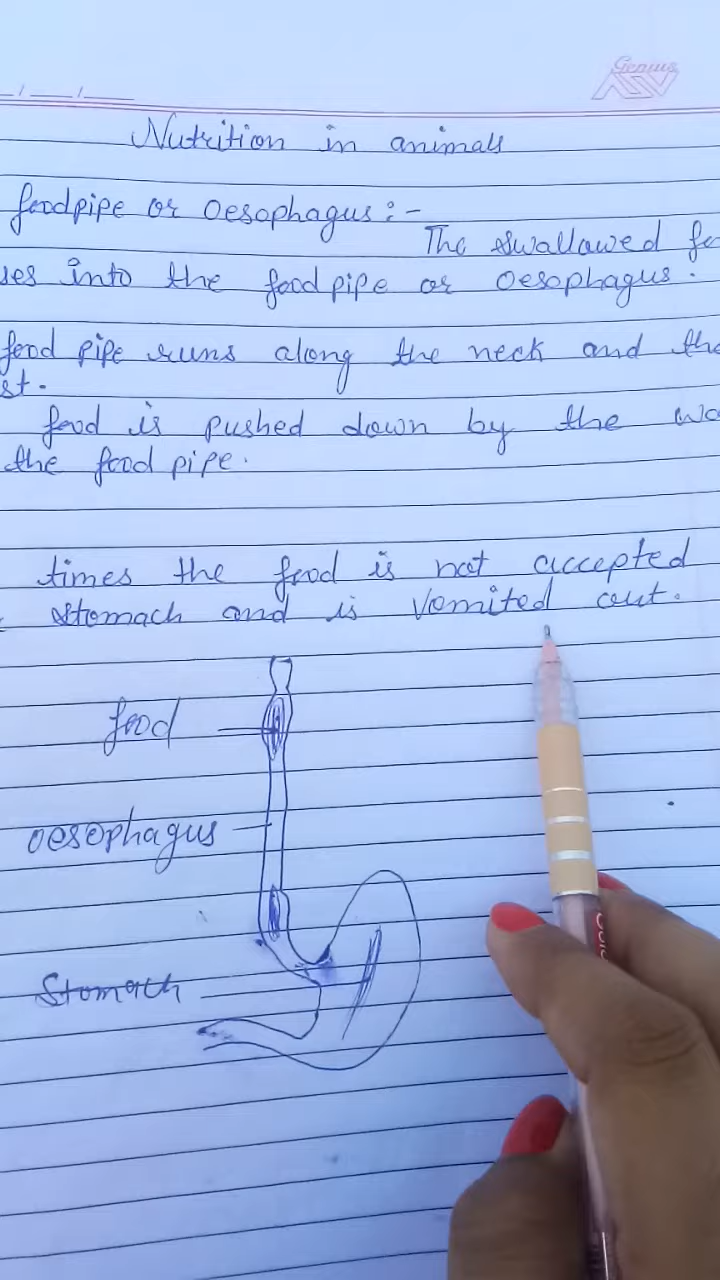 Genius
Nutrition in animals
foodpipe or Oesophagus :-
The swallowed
into the foodpipe or oesophagus.
food pipe runs along the neck and the
food is pushed down by the
the food pipe.
times the food is not accepted
stomach and is vomited out.
food
oesophagus
Stomach